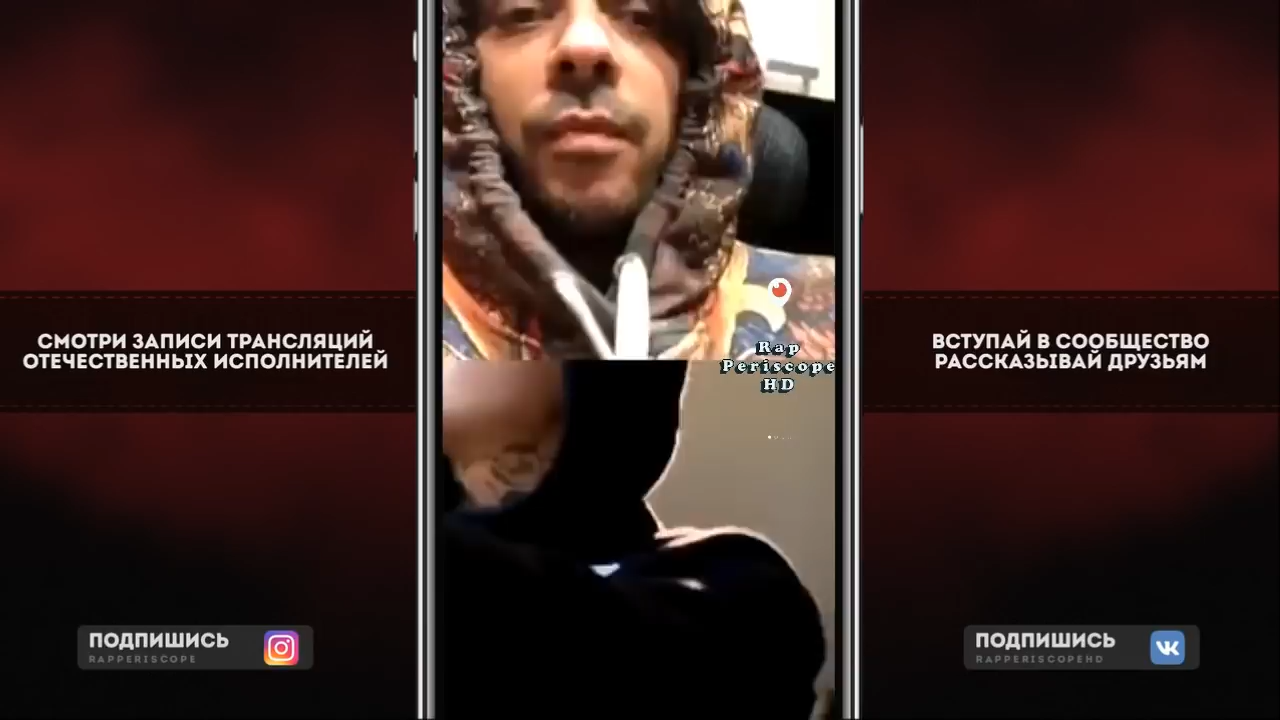 СМОТРИ ЗАПИСИ ТРАНСЛЯЦИЙ
ОТЕЧЕСТВЕННЫХ ИСПОЛНИТЕЛЕЙ
ПОДПИШИСЬ
RAPPERISCOPE
Rap
Periscope
HD
ВСТУПАЙ В СООБЩЕСТВО
РАССКАЗЫВАЙ ДРУЗЬЯМ
ПОДПИШИСЬ
RAPPERISCOPEHD